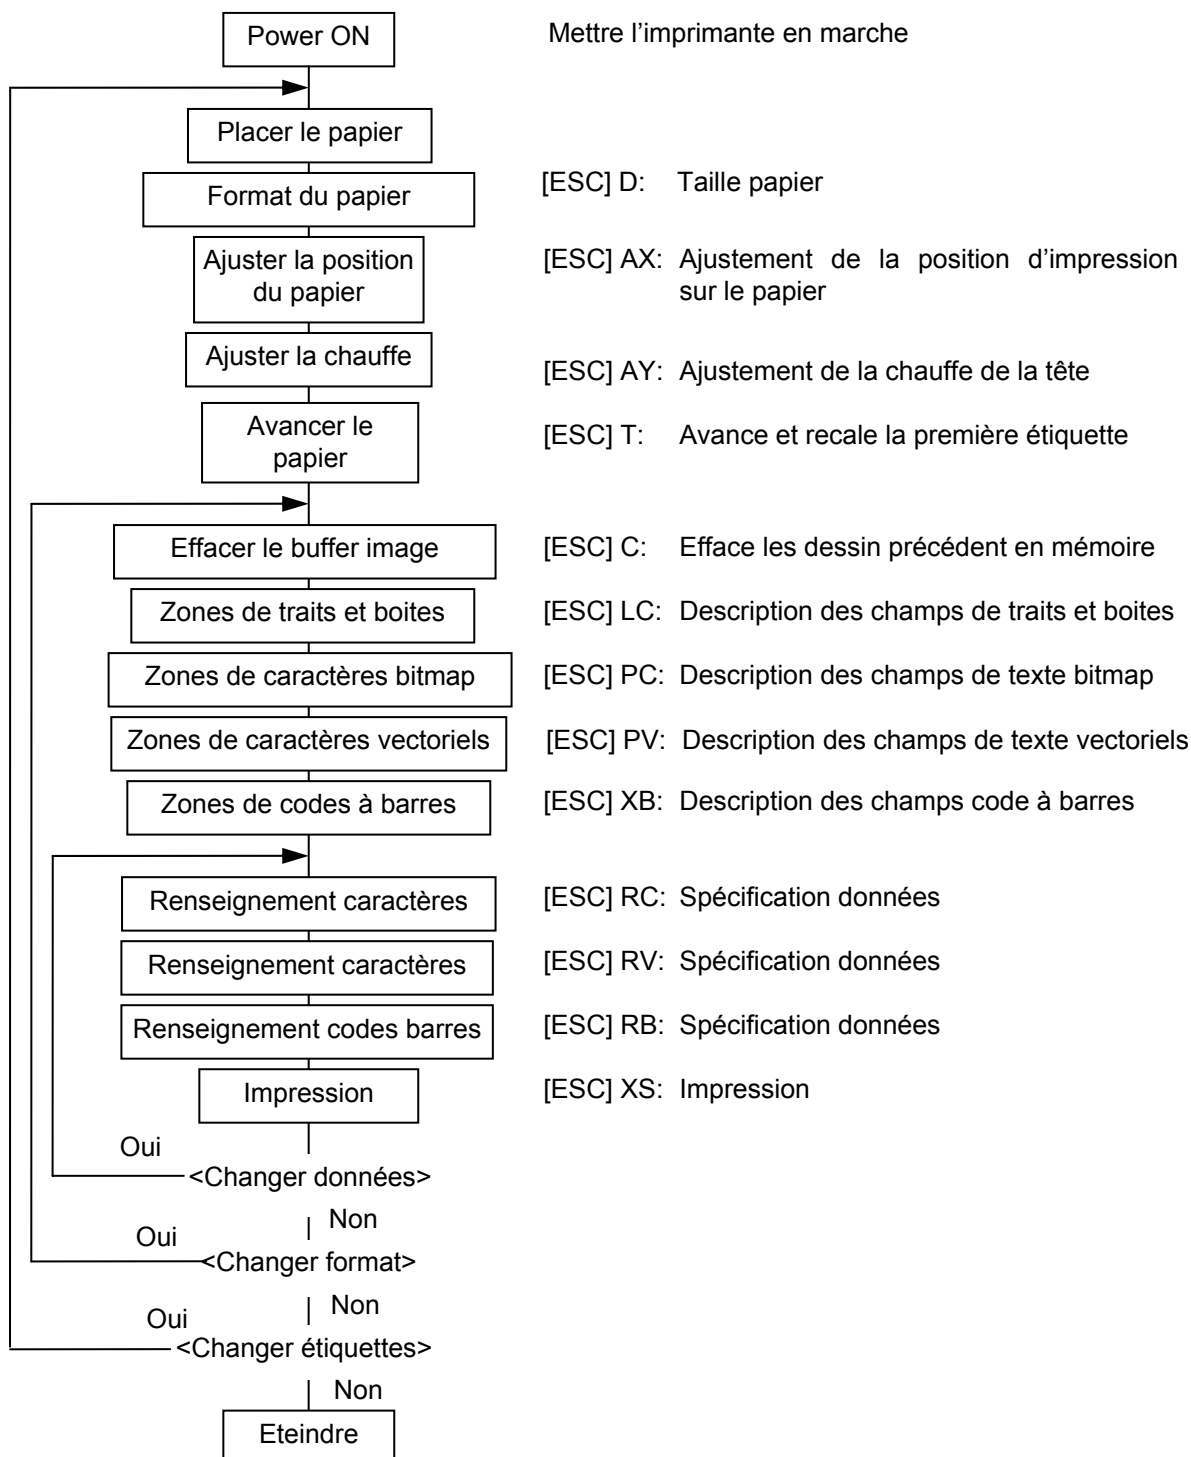 Power ON
Mettre l'imprimante en marche
Placer le papier
Format du papier
[ESC] D: Taille papier
Ajuster la position
du papier
[ESC] AX: Ajustement de la position d'impression
sur le papier
Ajuster la chauffe
[ESC] AY: Ajustement de la chauffe de la tête
Avancer le
papier
[ESC] T: Avance et recale la première étiquette
Effacer le buffer image
[ESC] C: Efface les dessin précédent en mémoire
Zones de traits et boites
[ESC] LC: Description des champs de traits et boites
Zones de caractères bitmap
[ESC] PC: Description des champs de texte bitmap
Zones de caractères vectoriels
[ESC] PV: Description des champs de texte vectoriels
Zones de codes à barres
[ESC] XB: Description des champs code à barres
Renseignement caractères
[ESC] RC: Spécification données
Renseignement caractères
[ESC] RV: Spécification données
Renseignement codes barres
[ESC] RB: Spécification données
Impression
[ESC] XS: Impression
Oui
<Changer données>
Non
Oui
<Changer format>
Non
Oui
<Changer étiquettes>
Non
Eteindre